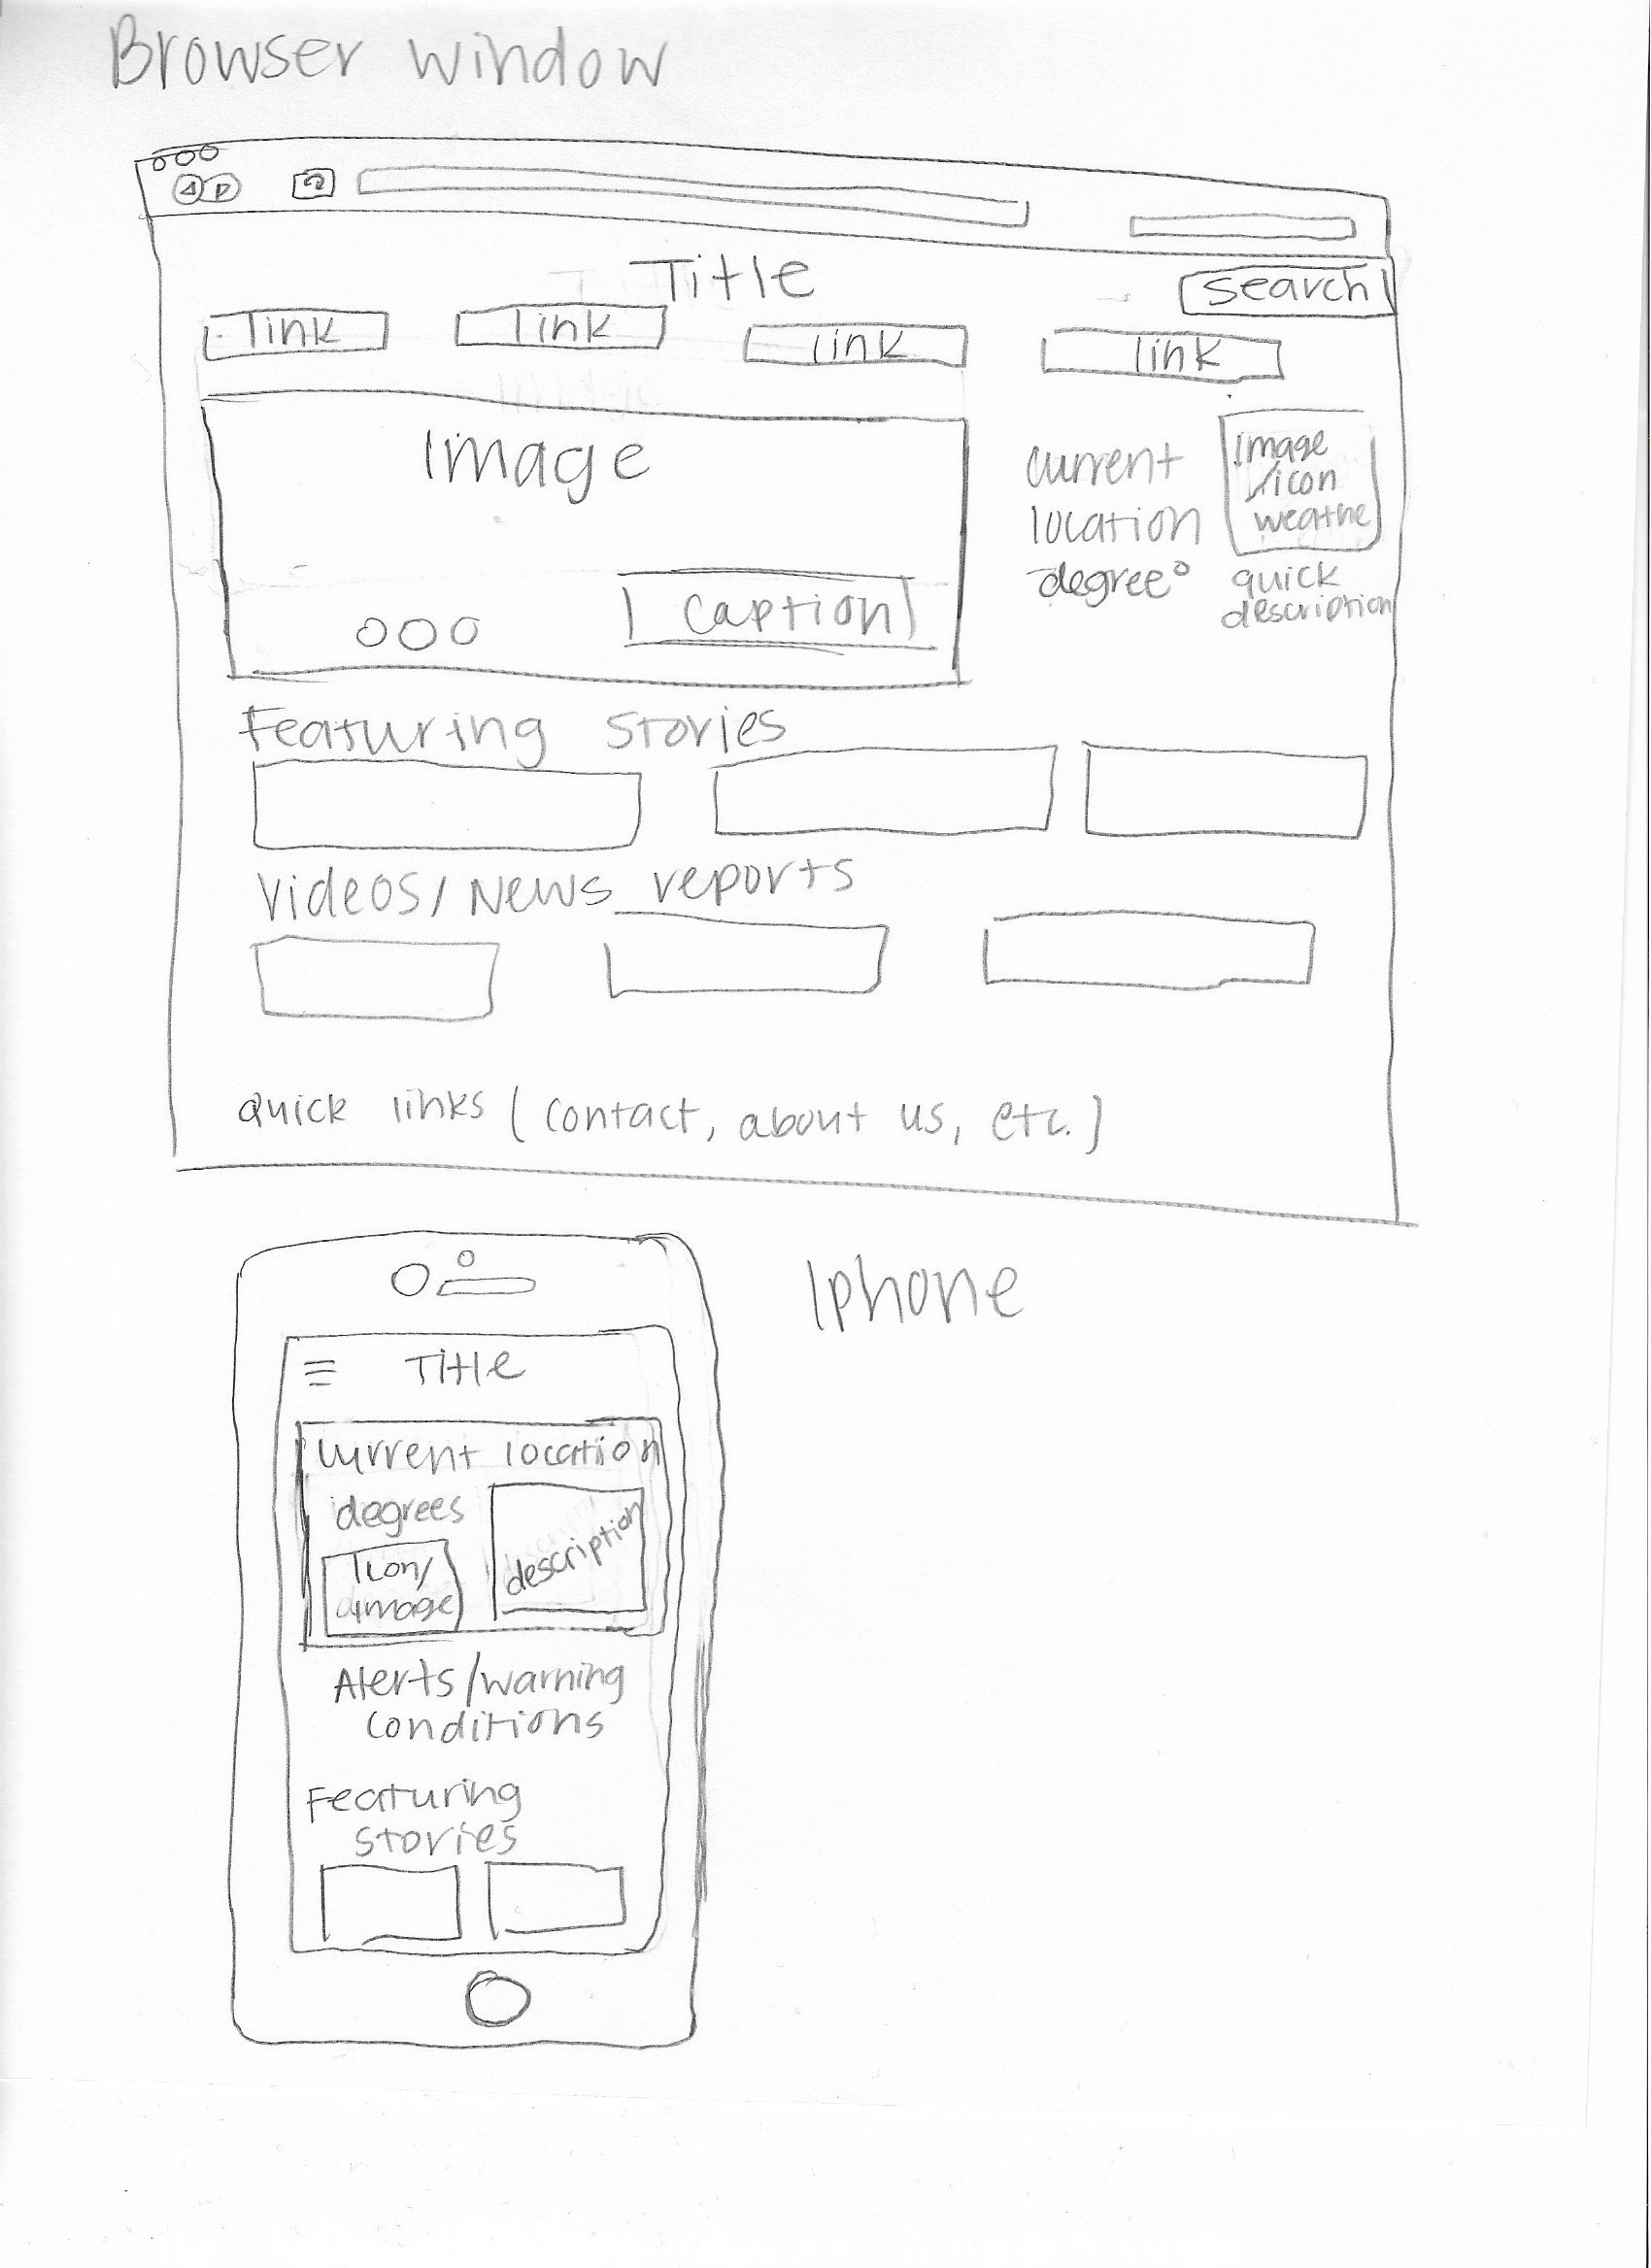 Browser window
Title
Search
link
link
link
link
Image
Caption
current
location
degree°
image
/icon
weathe
quick
description
Featuring stories
Videos/News reports
quick links (contact, about us, etc.)
Iphone
Title
Current location
degrees
Icon/
image
description
Alerts/warning
conditions
Featuring
stories